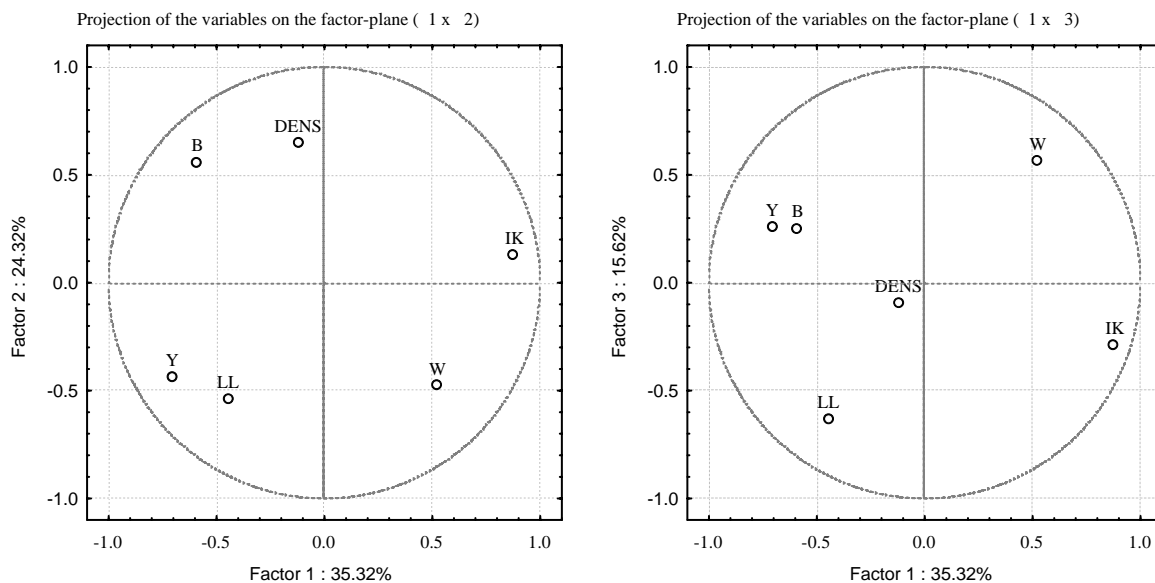 Projection of the variables on the factor-plane ( 1 x 2)
1.0
0.5
0.0
-0.5
-1.0
Factor 2 : 24.32%
B
DENS
IK
Y
LL
W
-1.0
-0.5
0.0
0.5
1.0
Factor 1 : 35.32%
Projection of the variables on the factor-plane ( 1 x 3)
1.0
0.5
0.0
-0.5
-1.0
Factor 3 : 15.62%
W
Y
B
DENS
IK
LL
-1.0
-0.5
0.0
0.5
1.0
Factor 1 : 35.32%